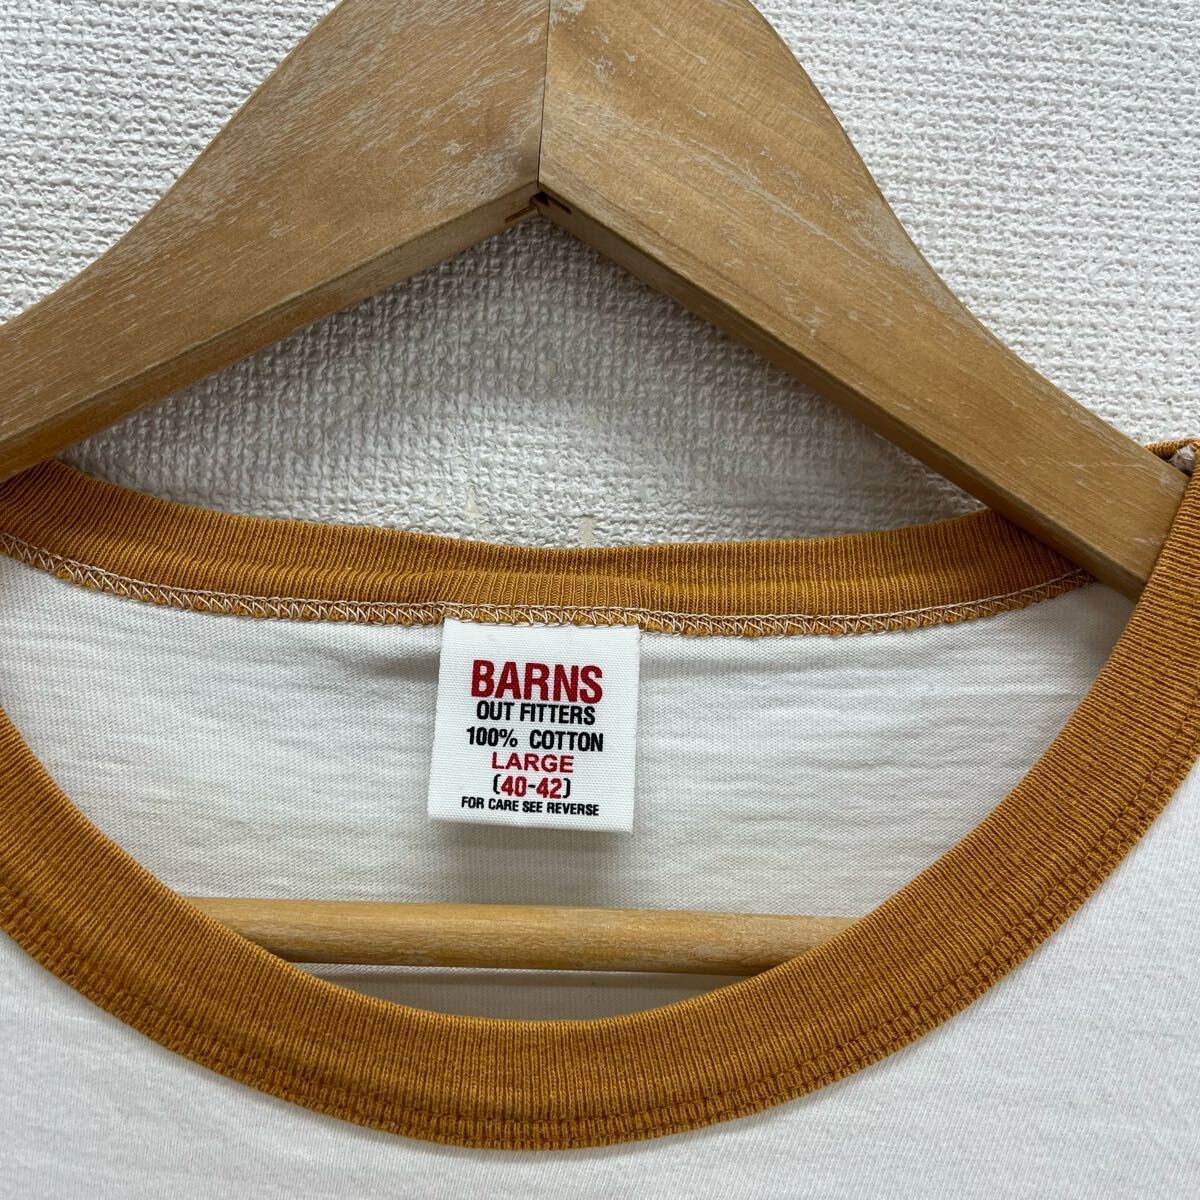 BARNS
OUT FITTERS
100% COTTON
LARGE
(40-42)
FOR CARE SEE REVERSE